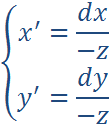 x′ = dx / −z
y′ = dy / −z